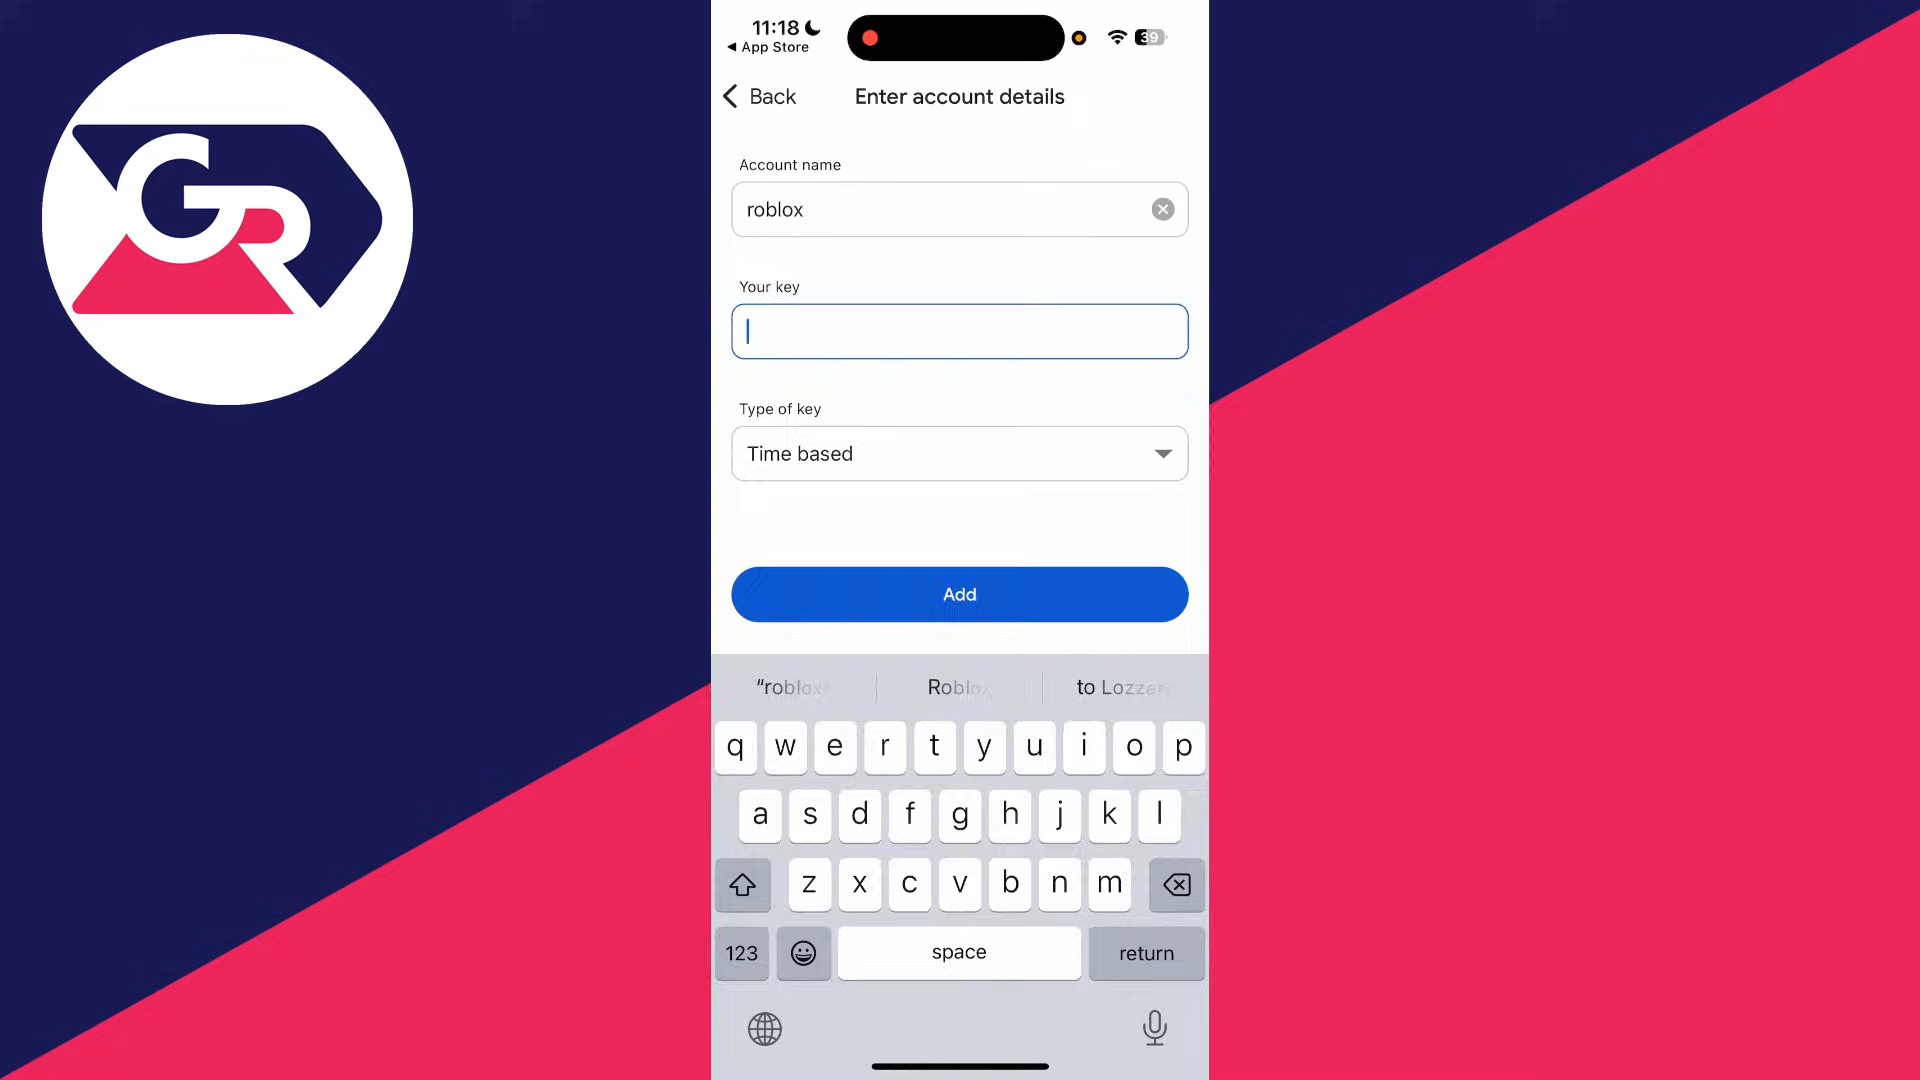 GR
11:18
39
App Store
Back
Enter account details
Account name
roblox
Your key
Type of key
Time based
Add
"roblox"
Roblox
to
q w e r t y u i o p
a s d f g h j k l
z x c v b n m
123
space
return